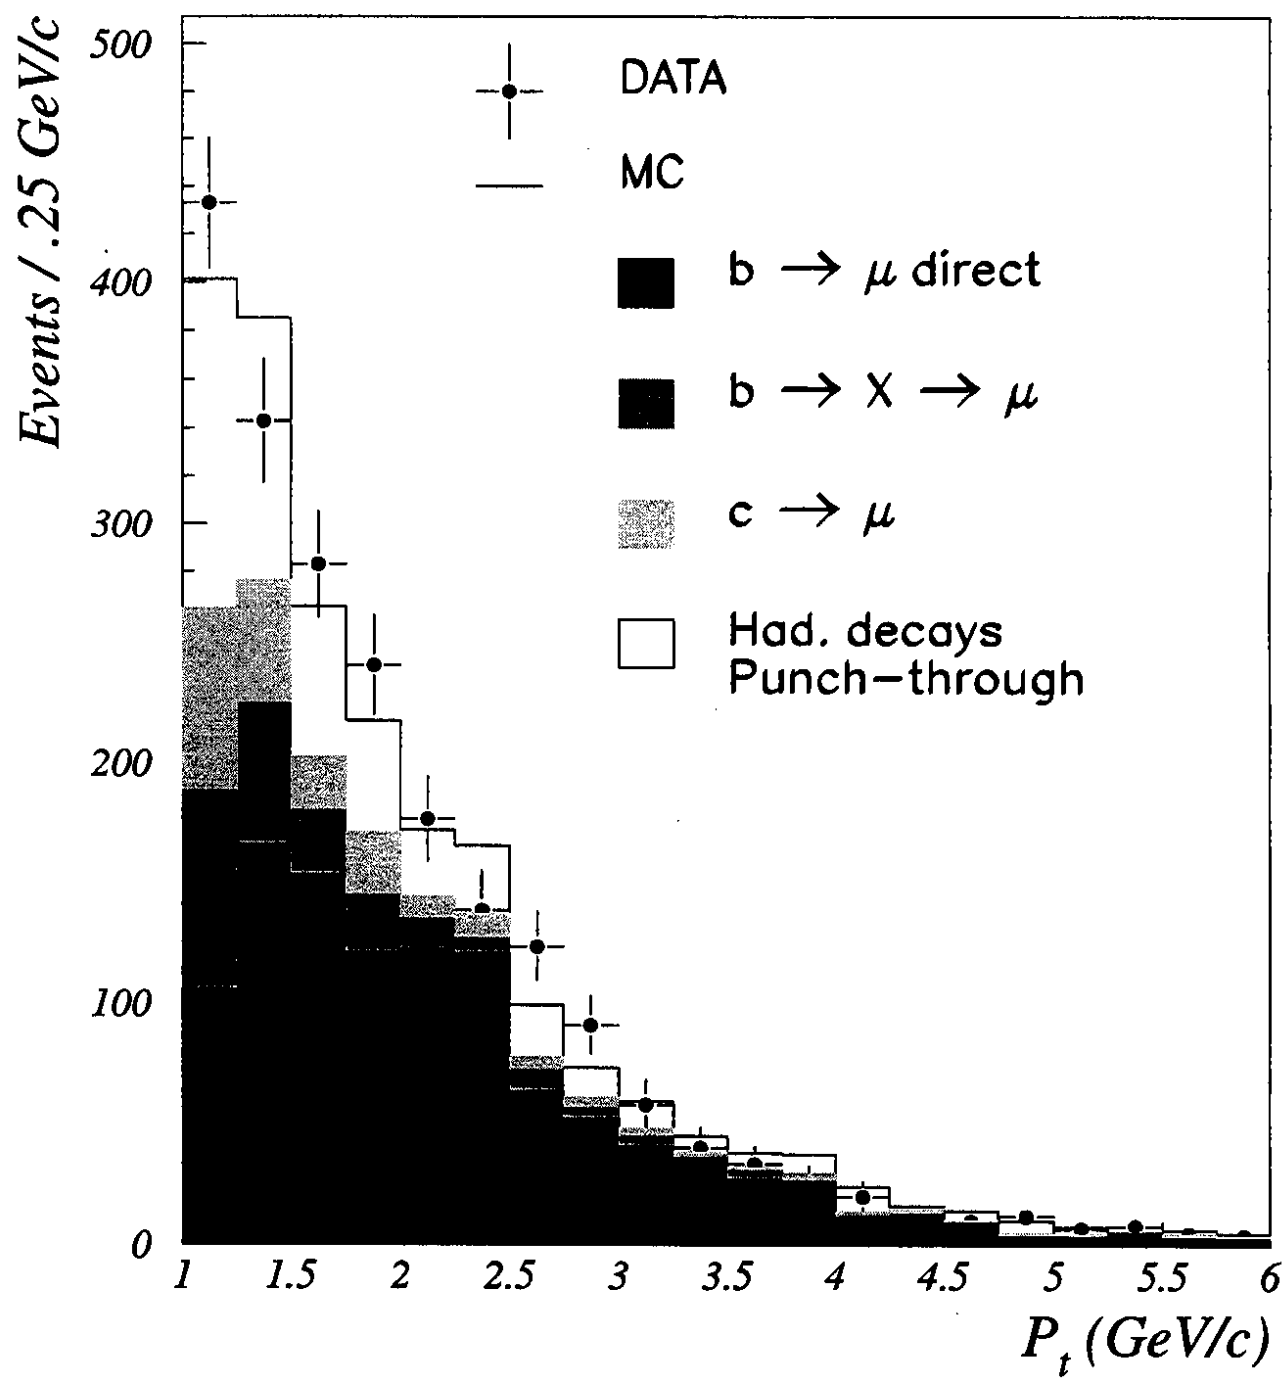 Events / .25 GeV/c
500
400
300
200
100
0
DATA
MC
b → μ direct
b → X → μ
c → μ
Had. decays
Punch-through
1 1.5 2 2.5 3 3.5 4 4.5 5 5.5 6
Pt (GeV/c)